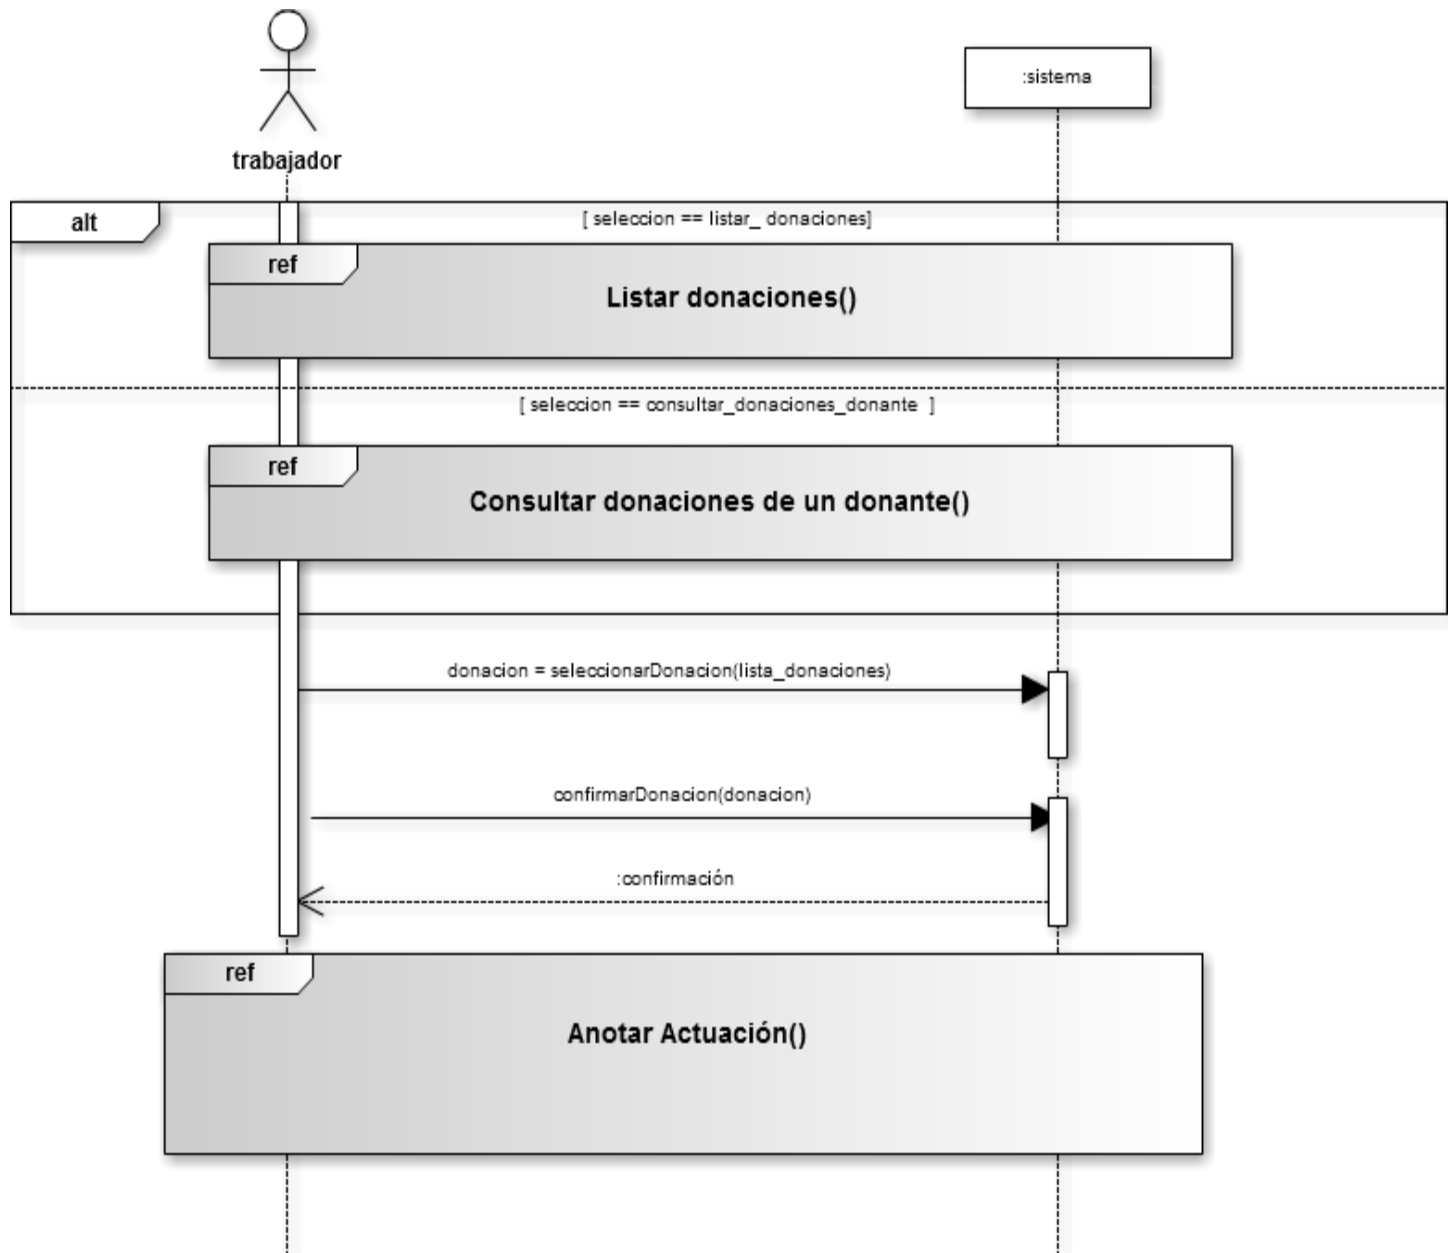 :sistema
trabajador
alt
[ seleccion == listar_ donaciones]
ref
Listar donaciones()
[ seleccion == consultar_donaciones_donante  ]
ref
Consultar donaciones de un donante()
donacion = seleccionarDonacion(lista_donaciones)
confirmarDonacion(donacion)
:confirmación
ref
Anotar Actuación()